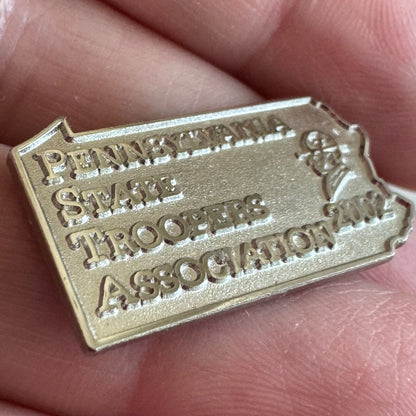 PENNSYLVANIA
STATE
TROOPERS
ASSOCIATION 2002